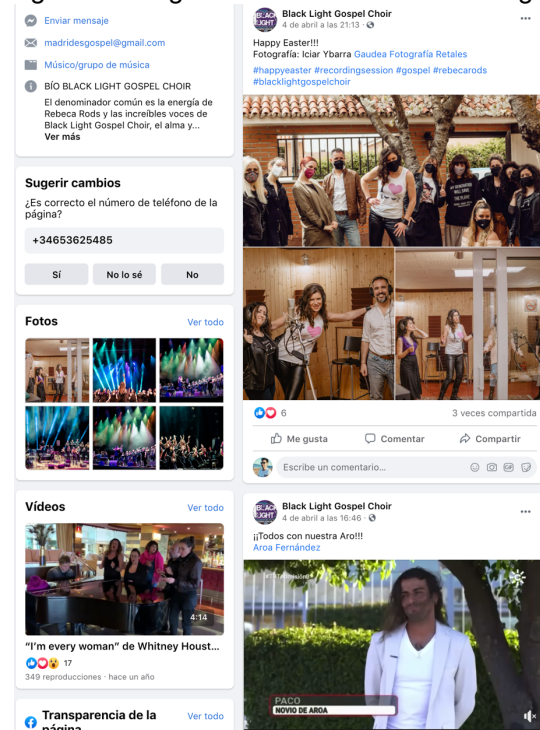 Enviar mensaje
madridesgospel@gmail.com
Músico/grupo de música
BÍO BLACK LIGHT GOSPEL CHOIR
El denominador común es la energía de
Rebeca Rods y las increíbles voces de
Black Light Gospel Choir, el alma y...
Ver más
Sugerir cambios
¿Es correcto el número de teléfono de la
página?
+34653625485
Sí No lo sé No
Fotos Ver todo
Vídeos Ver todo
4:14
"I'm every woman" de Whitney Houst...
17
349 reproducciones · hace un año
Transparencia de la Ver todo
página
BLACK
LIGHT
Black Light Gospel Choir
4 de abril a las 21:13 ·
Happy Easter!!!
Fotografía: Iciar Ybarra Gaudea Fotografía Retales
#happyeaster #recordingsession #gospel #rebecarods
#blacklightgospelchoir
6 3 veces compartida
Me gusta Comentar Compartir
Escribe un comentario...
GIF
BLACK
LIGHT
Black Light Gospel Choir
4 de abril a las 16:46 ·
¡¡Todos con nuestra Aro!!!
Aroa Fernández
PACO
NOVIO DE AROA